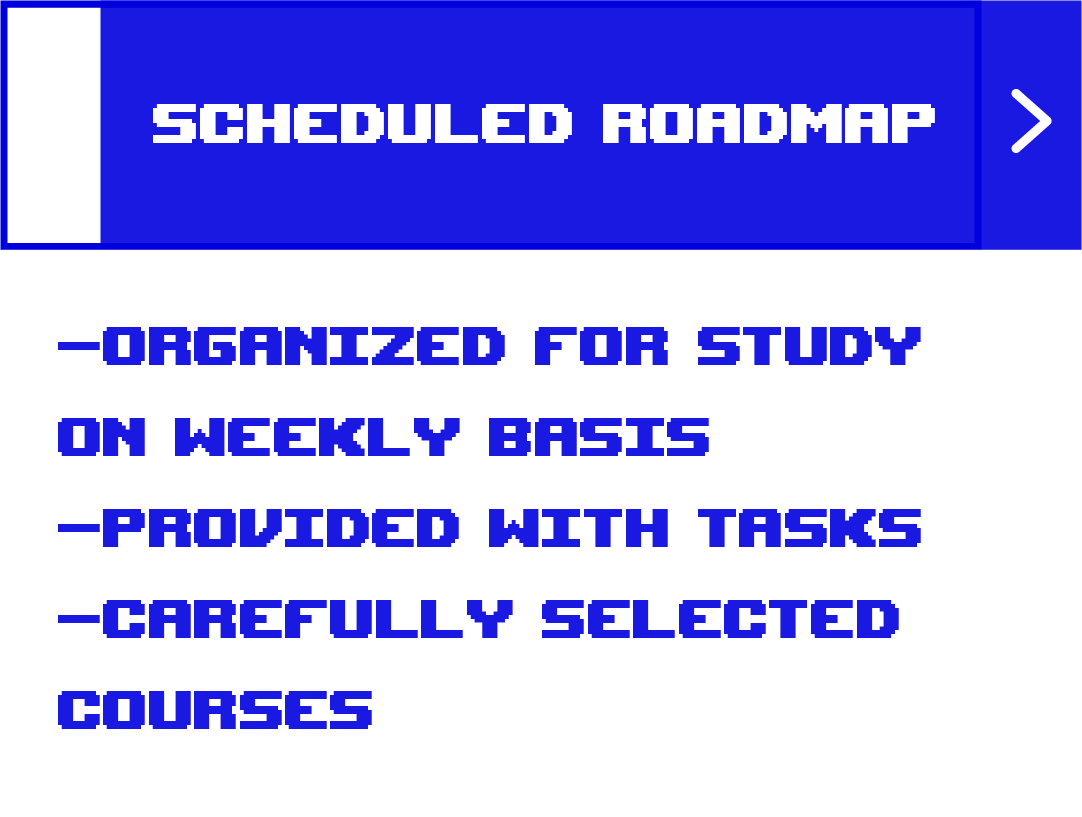 SCHEDULED ROADMAP
-ORGANIZED FOR STUDY
ON WEEKLY BASIS
-PROVIDED WITH TASKS
-CAREFULLY SELECTED
COURSES